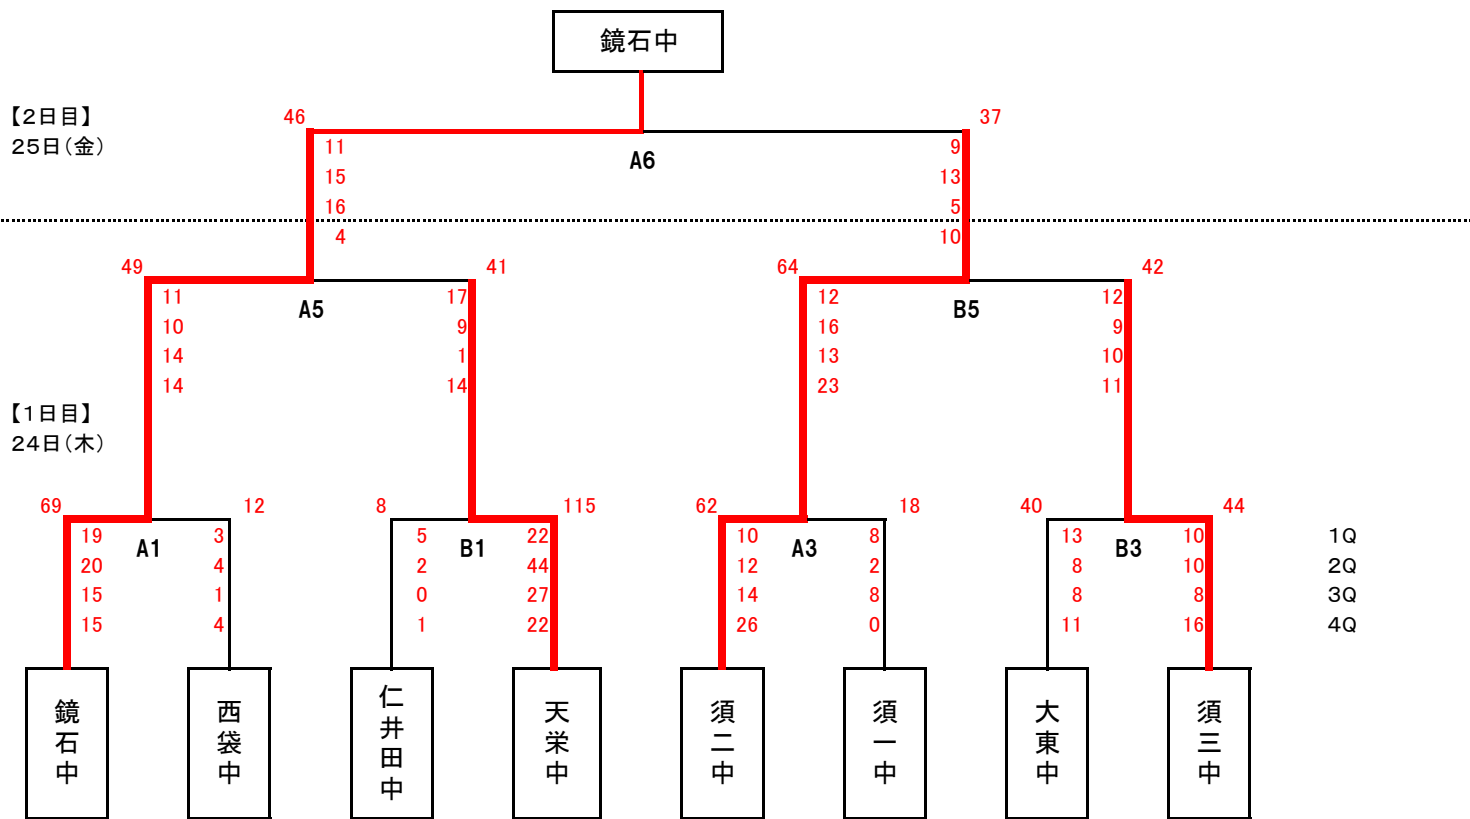 鏡石中
【2日目】
25日(金)
46 37
11 A6 9
15 13
16 5
4 10
49 41 64 42
11 A5 17 12 B5 12
10 9 16 9
14 1 13 10
14 14 23 11
【1日目】
24日(木)
69 12 8 115 62 18 40 44
19 A1 3 5 B1 22 10 A3 8 13 B3 10 1Q
20 4 2 44 12 2 8 10 2Q
15 1 0 27 14 8 8 8 3Q
15 4 1 22 26 0 11 16 4Q
鏡石中
西袋中
仁井田中
天栄中
須二中
須一中
大東中
須三中